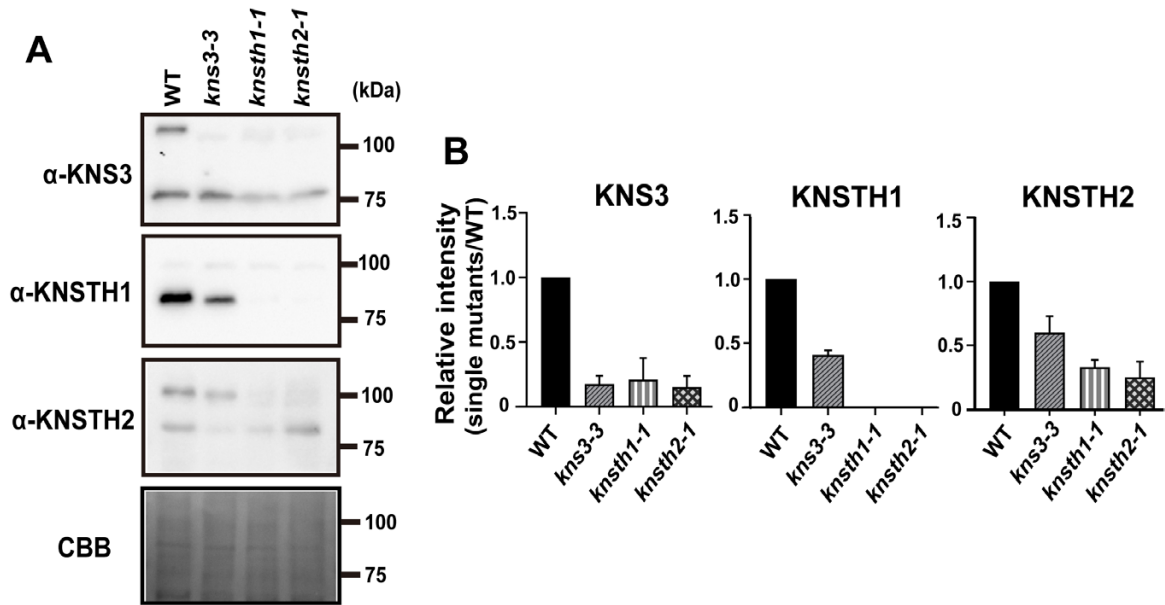 A
WT
kns3-3
knsth1-1
knsth2-1
(kDa)
α-KNS3
100
75
α-KNSTH1
100
75
α-KNSTH2
100
75
CBB
100
75
B
Relative intensity
(single mutants/WT)
KNS3
1.5
1.0
0.5
0
WT
kns3-3
knsth1-1
knsth2-1
KNSTH1
1.5
1.0
0.5
0
WT
kns3-3
knsth1-1
knsth2-1
KNSTH2
1.5
1.0
0.5
0
WT
kns3-3
knsth1-1
knsth2-1